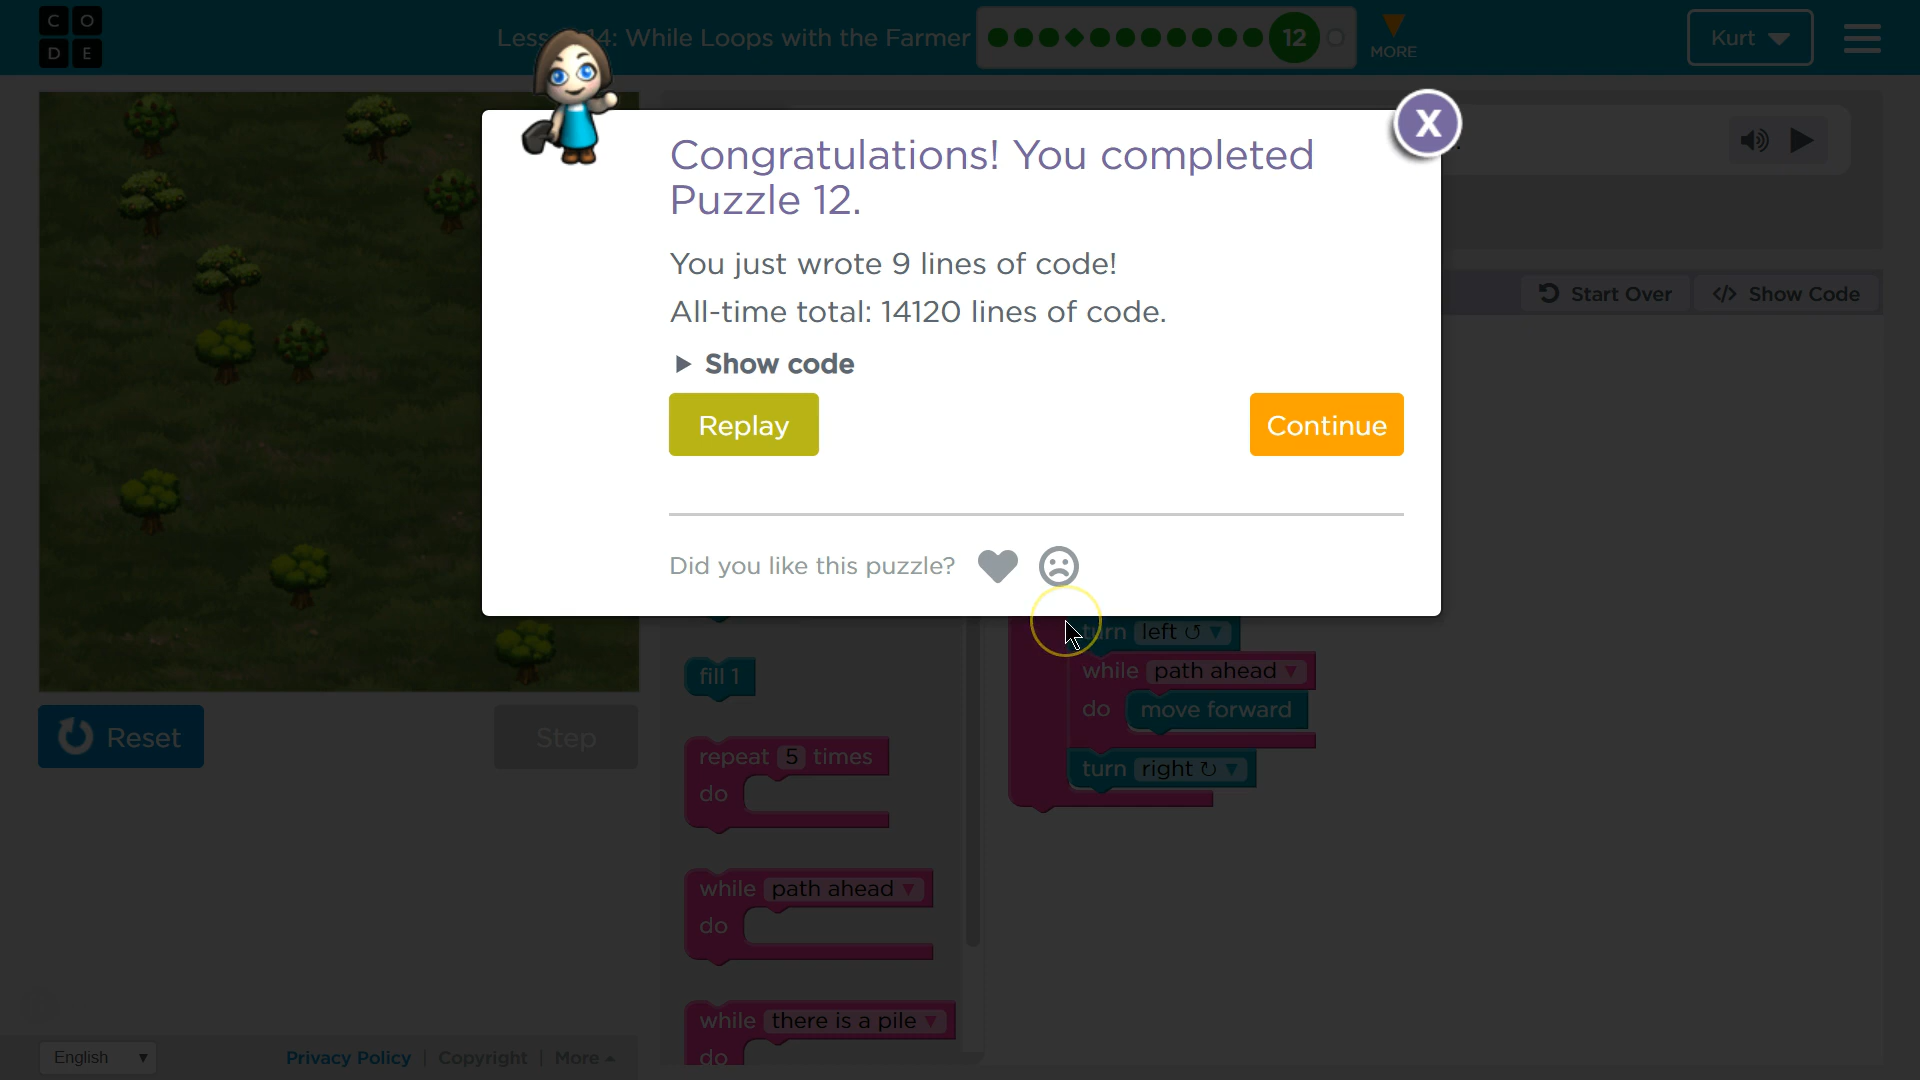 C O
D E
Less 14: While Loops with the Farmer
12
MORE
Kurt
X
Congratulations! You completed
Puzzle 12.
You just wrote 9 lines of code!
All-time total: 14120 lines of code.
Show code
Replay
Continue
Did you like this puzzle?
Start Over
</> Show Code
Reset
Step
fill 1
repeat 5 times
do
while path ahead
do
while there is a pile
do
turn left
while path ahead
do move forward
turn right
English
Privacy Policy | Copyright | More